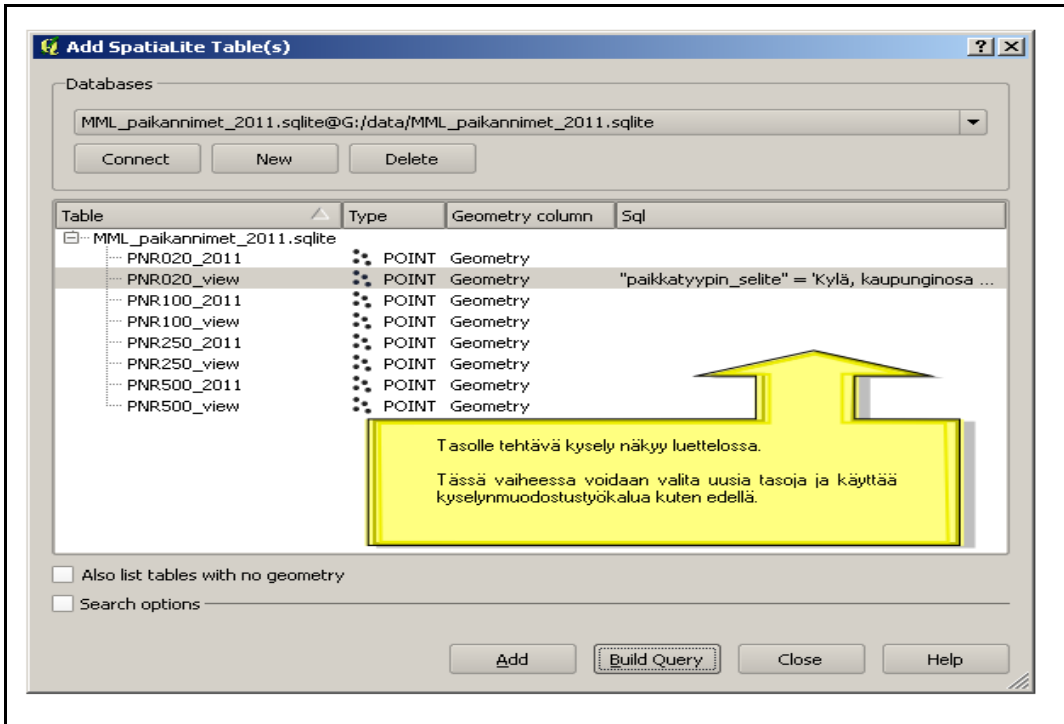 Add SpatiaLite Table(s)
Databases
MML_paikannimet_2011.sqlite@G:/data/MML_paikannimet_2011.sqlite
Connect New Delete
Table Type Geometry column Sql
MML_paikannimet_2011.sqlite
PNR020_2011 POINT Geometry
PNR020_view POINT Geometry "paikkatyypin_selite" = 'Kylä, kaupunginosa ...
PNR100_2011 POINT Geometry
PNR100_view POINT Geometry
PNR250_2011 POINT Geometry
PNR250_view POINT Geometry
PNR500_2011 POINT Geometry
PNR500_view POINT Geometry
Tasolle tehtävä kysely näkyy luettelossa.
Tässä vaiheessa voidaan valita uusia tasoja ja käyttää
kyselynmuodostustyökalua kuten edellä.
Also list tables with no geometry
Search options
Add Build Query Close Help